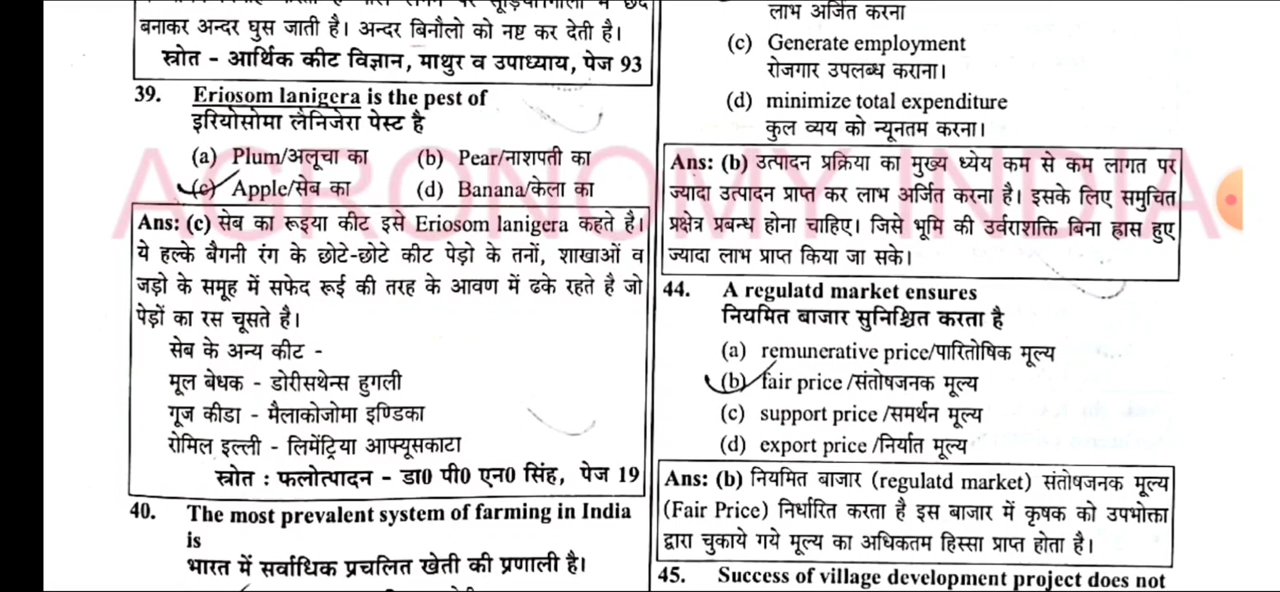 बनाकर अन्दर घुस जाती है। अन्दर बिनौलो को नष्ट कर देती है।
स्त्रोत - आर्थिक कीट विज्ञान, माथुर व उपाध्याय, पेज 93
39. Eriosom lanigera is the pest of
इरियोसोमा लैनिजेरा पेस्ट है
(a) Plum/अलूचा का (b) Pear/नाशपती का
(c) Apple/सेब का (d) Banana/केला का
Ans: (c) सेब का रूइया कीट इसे Eriosom lanigera कहते है।
ये हल्के बैगनी रंग के छोटे-छोटे कीट पेड़ो के तनों, शाखाओं व
जड़ो के समूह में सफेद रूई की तरह के आवण में ढके रहते है जो
पेड़ों का रस चूसते है।
सेब के अन्य कीट -
मूल बेधक - डोरीसथेन्स हुगली
गूज कीडा - मैलाकोजोमा इण्डिका
रोमिल इल्ली - लिमेंट्रिया आफ्यूसकाटा
स्त्रोत : फलोत्पादन - डा0 पी0 एन0 सिंह, पेज 19
40. The most prevalent system of farming in India
is
भारत में सर्वाधिक प्रचलित खेती की प्रणाली है।
लाभ अर्जित करना
(c) Generate employment
रोजगार उपलब्ध कराना।
(d) minimize total expenditure
कुल व्यय को न्यूनतम करना।
Ans: (b) उत्पादन प्रक्रिया का मुख्य ध्येय कम से कम लागत पर
ज्यादा उत्पादन प्राप्त कर लाभ अर्जित करना है। इसके लिए समुचित
प्रक्षेत्र प्रबन्ध होना चाहिए। जिसे भूमि की उर्वराशक्ति बिना ह्रास हुए
ज्यादा लाभ प्राप्त किया जा सके।
44. A regulatd market ensures
नियमित बाजार सुनिश्चित करता है
(a) remunerative price/पारितोषिक मूल्य
(b) fair price /संतोषजनक मूल्य
(c) support price /समर्थन मूल्य
(d) export price /निर्यात मूल्य
Ans: (b) नियमित बाजार (regulatd market) संतोषजनक मूल्य
(Fair Price) निर्धारित करता है इस बाजार में कृषक को उपभोक्ता
द्वारा चुकाये गये मूल्य का अधिकतम हिस्सा प्राप्त होता है।
45. Success of village development project does not
AGRONOMY INDIA